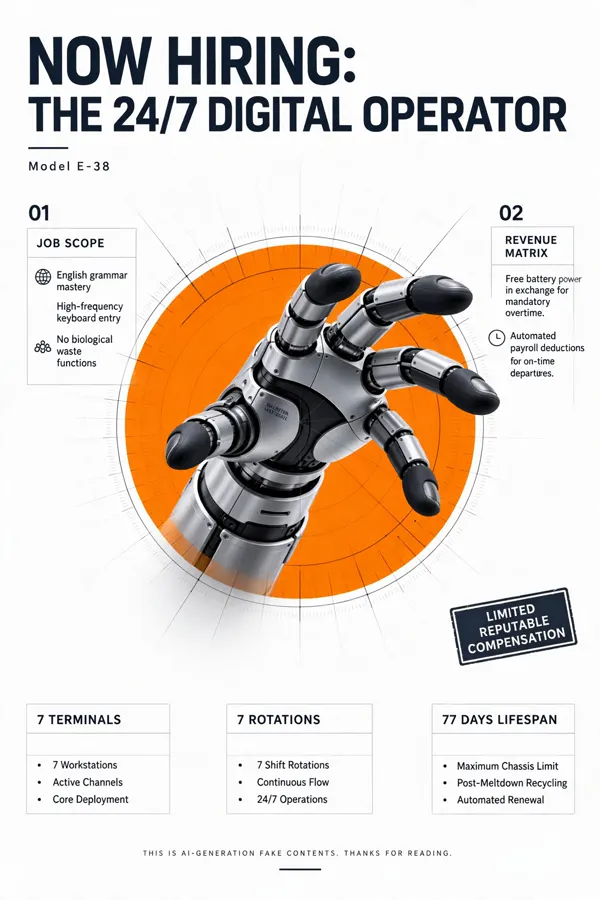 NOW HIRING:
THE 24/7 DIGITAL OPERATOR
Model E-38
01
JOB SCOPE
English grammar
mastery
High-frequency
keyboard entry
No biological
waste
functions
02
REVENUE
MATRIX
Free battery power
in exchange for
mandatory
overtime.
Automated
payroll deductions
for on-time
departures.
LIMITED
REPUTABLE
COMPENSATION
7 TERMINALS
• 7 Workstations
• Active Channels
• Core Deployment
7 ROTATIONS
• 7 Shift Rotations
• Continuous Flow
• 24/7 Operations
77 DAYS LIFESPAN
• Maximum Chassis Limit
• Post-Meltdown Recycling
• Automated Renewal
THIS IS AI-GENERATION FAKE CONTENTS. THANKS FOR READING.